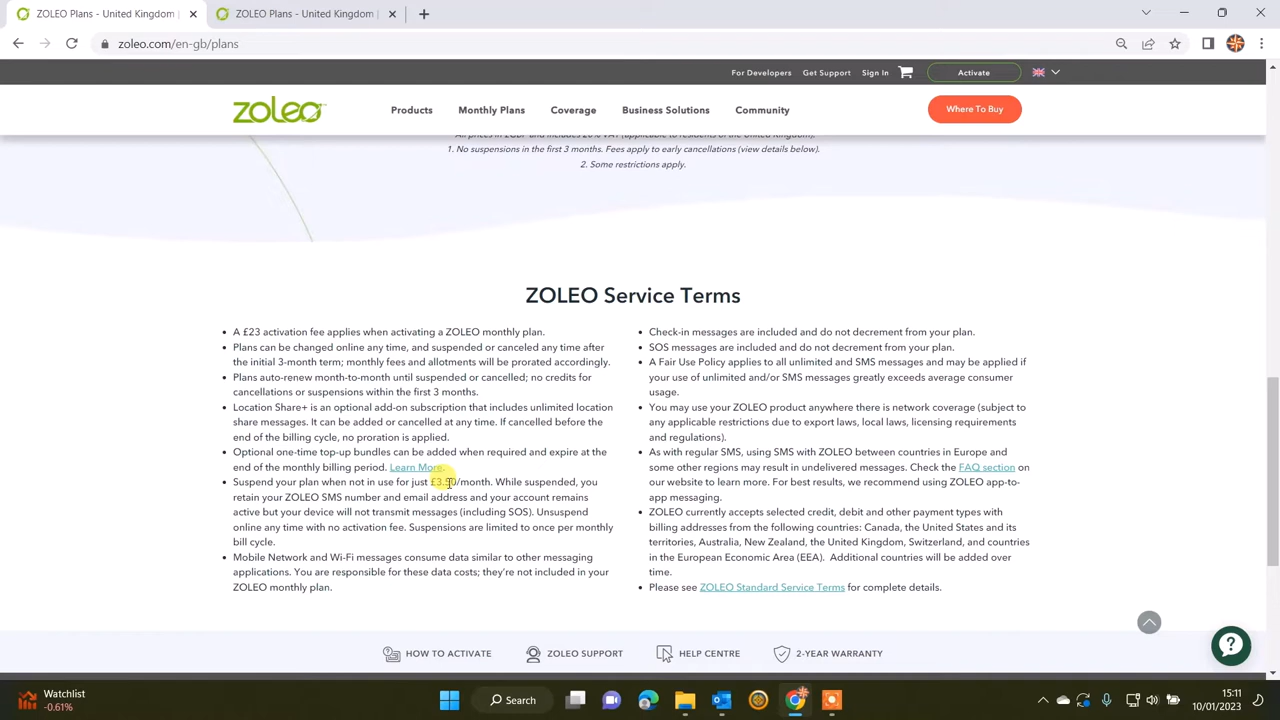 ZOLEO Plans - United Kingdom |
ZOLEO Plans - United Kingdom |
zoleo.com/en-gb/plans
For Developers
Get Support
Sign In
Activate
zoleo
Products
Monthly Plans
Coverage
Business Solutions
Community
Where To Buy
1. No suspensions in the first 3 months. Fees apply to early cancellations (view details below).
2. Some restrictions apply.
ZOLEO Service Terms
A £23 activation fee applies when activating a ZOLEO monthly plan.
Plans can be changed online any time, and suspended or canceled any time after
the initial 3-month term; monthly fees and allotments will be prorated accordingly.
Plans auto-renew month-to-month until suspended or cancelled; no credits for
cancellations or suspensions within the first 3 months.
Location Share+ is an optional add-on subscription that includes unlimited location
share messages. It can be added or cancelled at any time. If cancelled before the
end of the billing cycle, no proration is applied.
Optional one-time top-up bundles can be added when required and expire at the
end of the monthly billing period. Learn More.
Suspend your plan when not in use for just £3.50/month. While suspended, you
retain your ZOLEO SMS number and email address and your account remains
active but your device will not transmit messages (including SOS). Unsuspend
online any time with no activation fee. Suspensions are limited to once per monthly
bill cycle.
Mobile Network and Wi-Fi messages consume data similar to other messaging
applications. You are responsible for these data costs; they're not included in your
ZOLEO monthly plan.
Check-in messages are included and do not decrement from your plan.
SOS messages are included and do not decrement from your plan.
A Fair Use Policy applies to all unlimited and SMS messages and may be applied if
your use of unlimited and/or SMS messages greatly exceeds average consumer
usage.
You may use your ZOLEO product anywhere there is network coverage (subject to
any applicable restrictions due to export laws, local laws, licensing requirements
and regulations).
As with regular SMS, using SMS with ZOLEO between countries in Europe and
some other regions may result in undelivered messages. Check the FAQ section on
our website to learn more. For best results, we recommend using ZOLEO app-to-
app messaging.
ZOLEO currently accepts selected credit, debit and other payment types with
billing addresses from the following countries: Canada, the United States and its
territories, Australia, New Zealand, the United Kingdom, Switzerland, and countries
in the European Economic Area (EEA). Additional countries will be added over
time.
Please see ZOLEO Standard Service Terms for complete details.
HOW TO ACTIVATE
ZOLEO SUPPORT
HELP CENTRE
2-YEAR WARRANTY
Watchlist
-0.61%
Search
15:11
10/01/2023